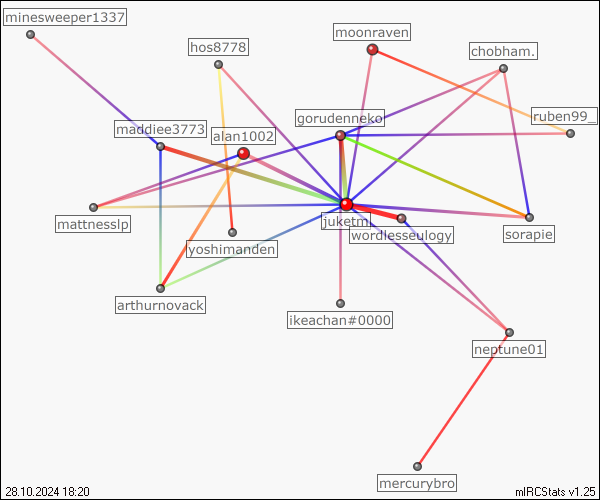 minesweeper1337
moonraven
hos8778
chobham.
ruben99_
gorudenneko
maddiee3773
alan1002
mattnesslp
juketm
wordlesseulogy
sorapie
yoshimanden
arthurnovack
ikeachan#0000
neptune01
mercurybro
28.10.2024 18:20
mIRCStats v1.25